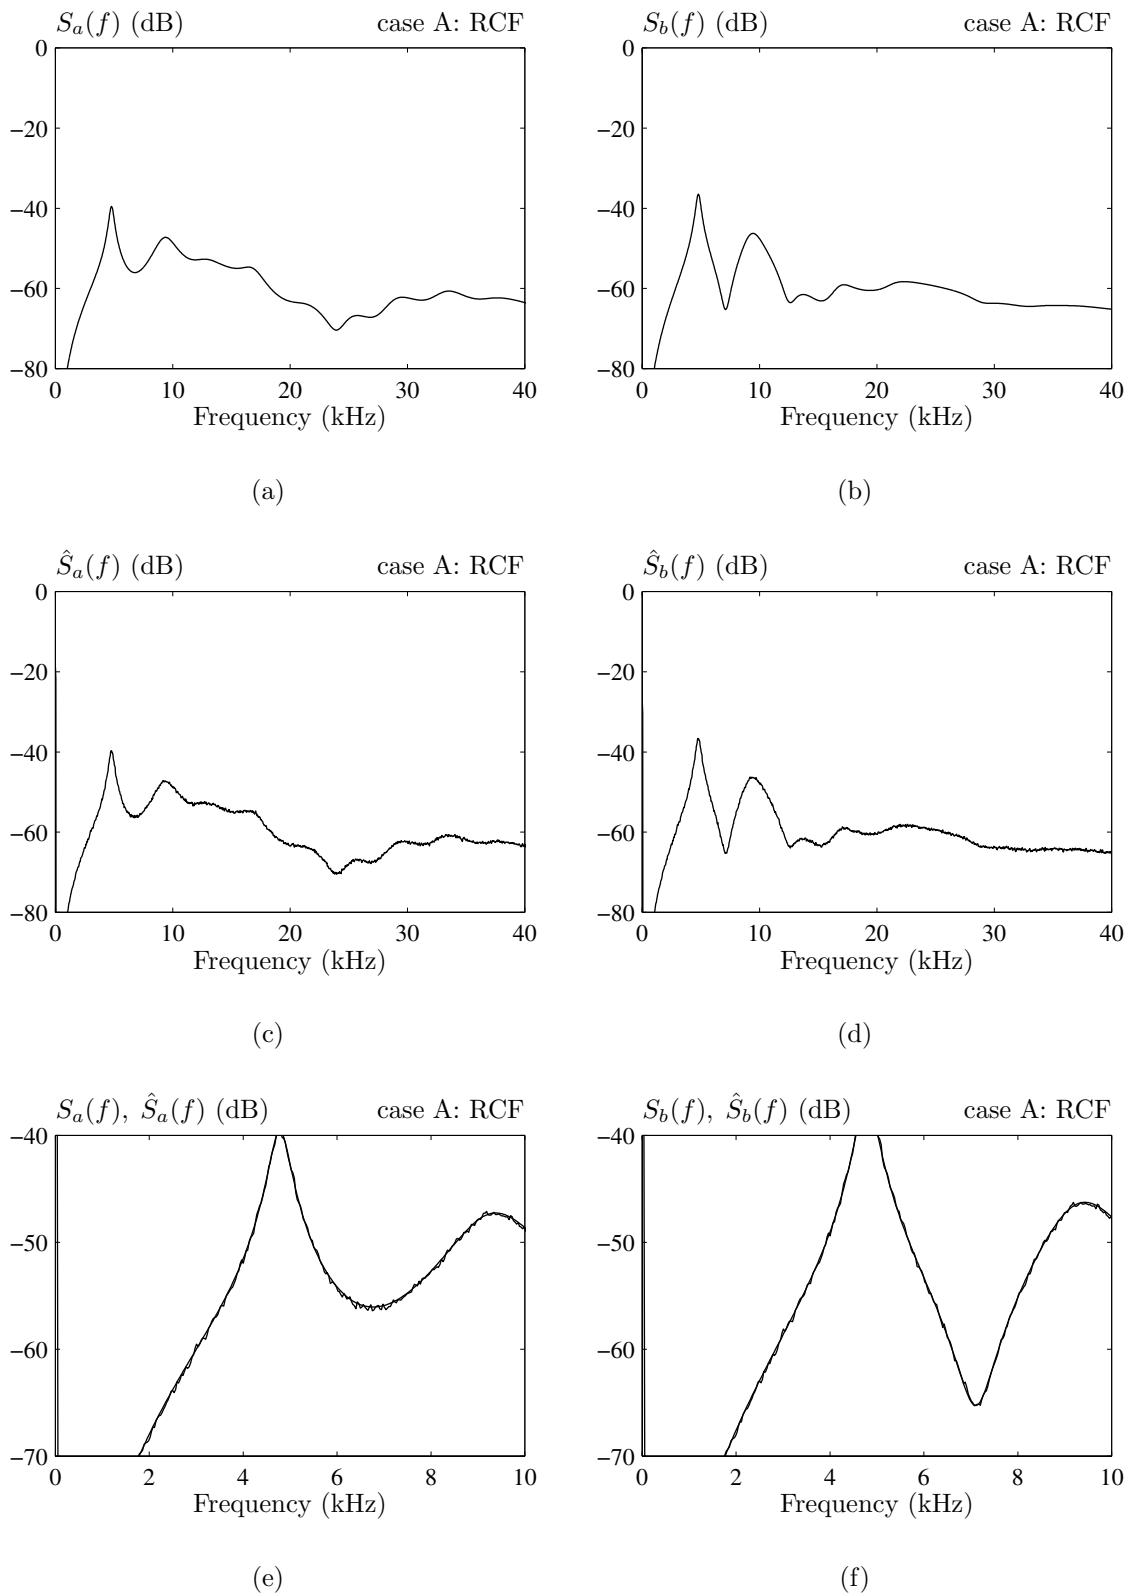 S_a(f) (dB) case A: RCF
0
−20
−40
−60
−80
0 10 20 30 40
Frequency (kHz)
(a)
S_b(f) (dB) case A: RCF
0
−20
−40
−60
−80
0 10 20 30 40
Frequency (kHz)
(b)
Ŝ_a(f) (dB) case A: RCF
0
−20
−40
−60
−80
0 10 20 30 40
Frequency (kHz)
(c)
Ŝ_b(f) (dB) case A: RCF
0
−20
−40
−60
−80
0 10 20 30 40
Frequency (kHz)
(d)
S_a(f), Ŝ_a(f) (dB) case A: RCF
−40
−50
−60
−70
0 2 4 6 8 10
Frequency (kHz)
(e)
S_b(f), Ŝ_b(f) (dB) case A: RCF
−40
−50
−60
−70
0 2 4 6 8 10
Frequency (kHz)
(f)